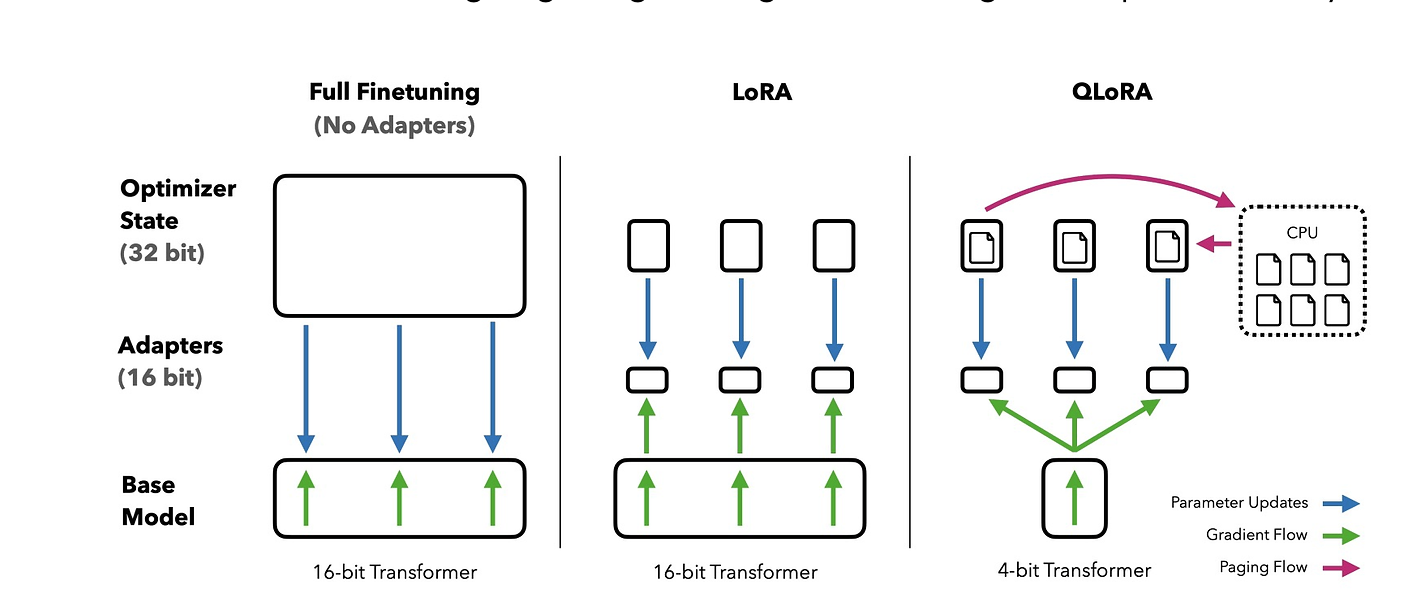 Full Finetuning
(No Adapters)
LoRA
QLoRA
Optimizer
State
(32 bit)
CPU
Adapters
(16 bit)
Base
Model
Parameter Updates
Gradient Flow
Paging Flow
16-bit Transformer
16-bit Transformer
4-bit Transformer